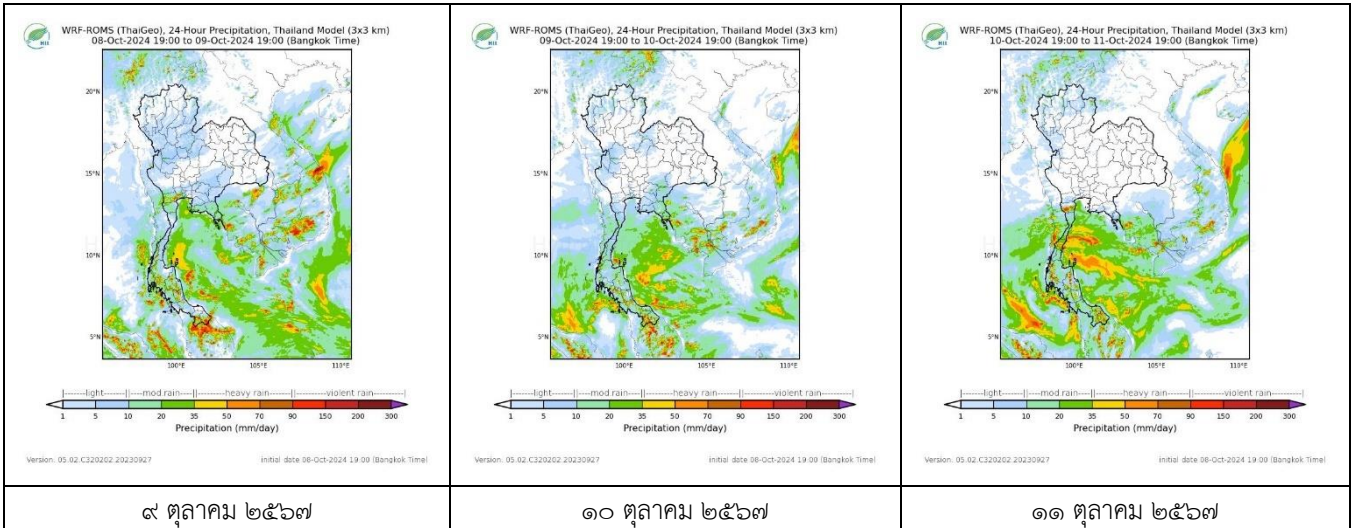 WRF-ROMS (ThaiGeo), 24-Hour Precipitation, Thailand Model (3x3 km)
08-Oct-2024 19:00 to 09-Oct-2024 19:00 (Bangkok Time)
HII
20°N
15°N
10°N
5°N
100°E 105°E 110°E
light mod rain heavy rain violent rain
1 5 10 20 35 50 70 90 150 200 300
Precipitation (mm/day)
Version: 05.02.C320202.20230927 initial date 08-Oct-2024 19:00 (Bangkok Time)
๙ ตุลาคม ๒๕๖๗
WRF-ROMS (ThaiGeo), 24-Hour Precipitation, Thailand Model (3x3 km)
09-Oct-2024 19:00 to 10-Oct-2024 19:00 (Bangkok Time)
HII
20°N
15°N
10°N
5°N
100°E 105°E 110°E
light mod rain heavy rain violent rain
1 5 10 20 35 50 70 90 150 200 300
Precipitation (mm/day)
Version: 05.02.C320202.20230927 initial date 08-Oct-2024 19:00 (Bangkok Time)
๑๐ ตุลาคม ๒๕๖๗
WRF-ROMS (ThaiGeo), 24-Hour Precipitation, Thailand Model (3x3 km)
10-Oct-2024 19:00 to 11-Oct-2024 19:00 (Bangkok Time)
HII
20°N
15°N
10°N
5°N
100°E 105°E 110°E
light mod rain heavy rain violent rain
1 5 10 20 35 50 70 90 150 200 300
Precipitation (mm/day)
Version: 05.02.C320202.20230927 initial date 08-Oct-2024 19:00 (Bangkok Time)
๑๑ ตุลาคม ๒๕๖๗